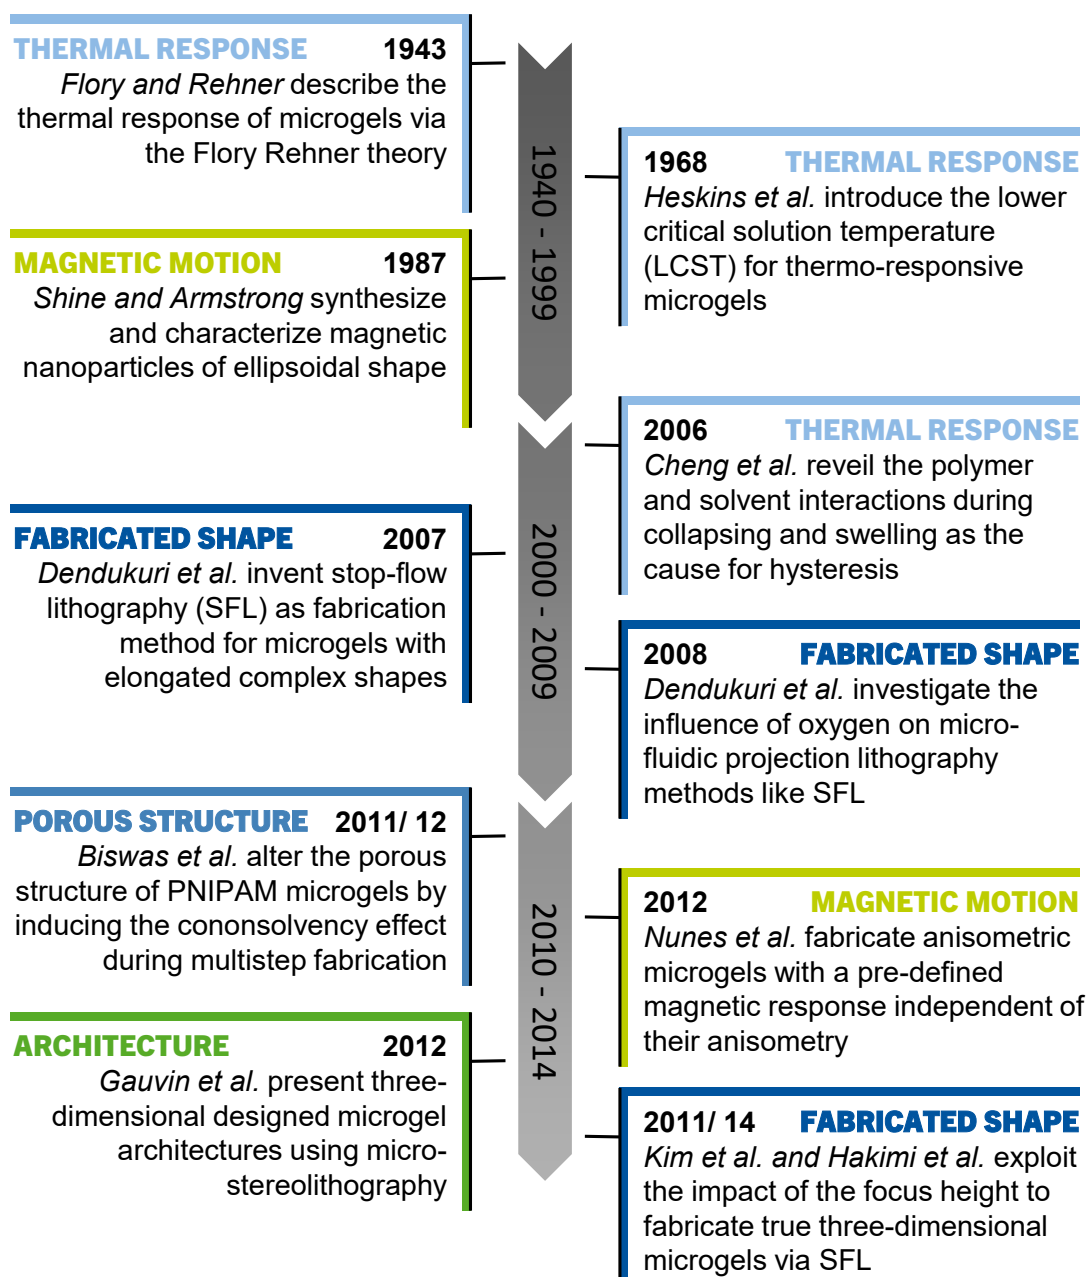 THERMAL RESPONSE 1943
Flory and Rehner describe the
thermal response of microgels via
the Flory Rehner theory
1968 THERMAL RESPONSE
Heskins et al. introduce the lower
critical solution temperature
(LCST) for thermo-responsive
microgels
MAGNETIC MOTION 1987
Shine and Armstrong synthesize
and characterize magnetic
nanoparticles of ellipsoidal shape
1940 - 1999
2006 THERMAL RESPONSE
Cheng et al. reveil the polymer
and solvent interactions during
collapsing and swelling as the
cause for hysteresis
FABRICATED SHAPE 2007
Dendukuri et al. invent stop-flow
lithography (SFL) as fabrication
method for microgels with
elongated complex shapes
2000 - 2009
2008 FABRICATED SHAPE
Dendukuri et al. investigate the
influence of oxygen on micro-
fluidic projection lithography
methods like SFL
POROUS STRUCTURE 2011/ 12
Biswas et al. alter the porous
structure of PNIPAM microgels by
inducing the cononsolvency effect
during multistep fabrication
2012 MAGNETIC MOTION
Nunes et al. fabricate anisometric
microgels with a pre-defined
magnetic response independent of
their anisometry
2010 - 2014
ARCHITECTURE 2012
Gauvin et al. present three-
dimensional designed microgel
architectures using micro-
stereolithography
2011/ 14 FABRICATED SHAPE
Kim et al. and Hakimi et al. exploit
the impact of the focus height to
fabricate true three-dimensional
microgels via SFL